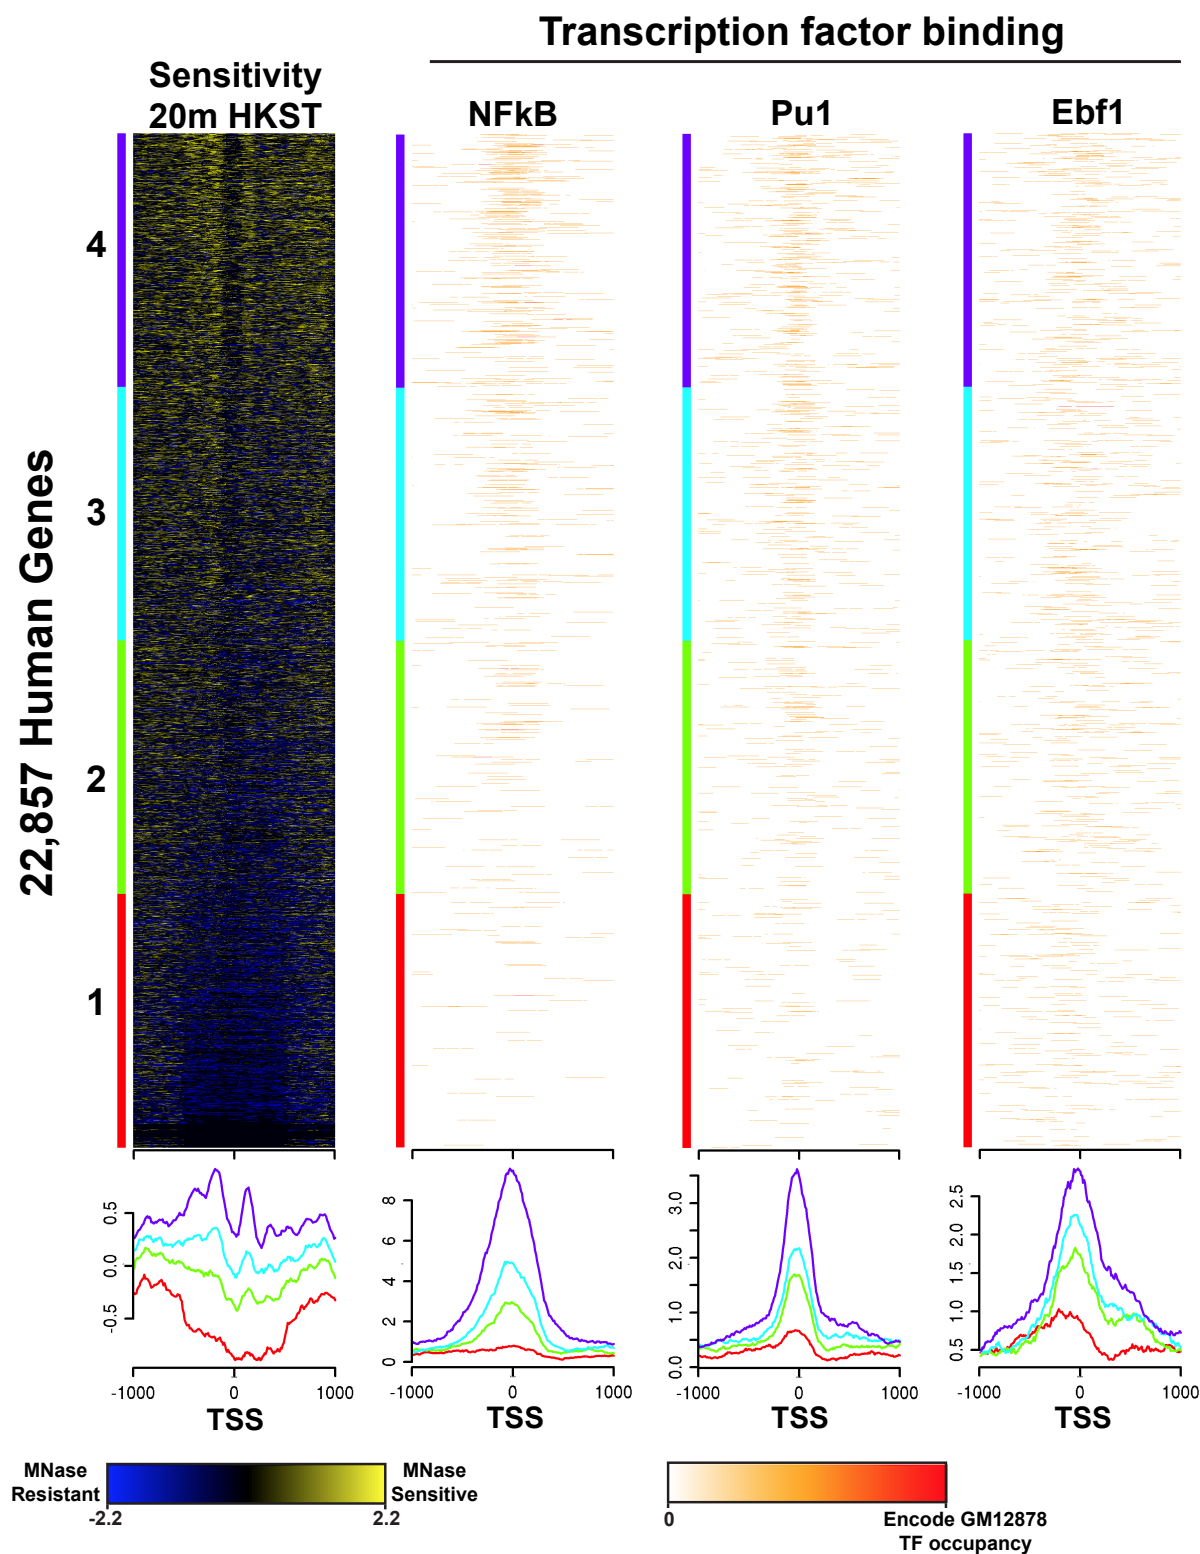 Transcription factor binding
Sensitivity
20m HKST
NFkB
Pu1
Ebf1
22,857 Human Genes
4
3
2
1
0.5
0.0
-0.5
8
6
4
2
0
3.0
2.0
1.0
0.0
2.5
2.0
1.5
1.0
0.5
-1000 0 1000
-1000 0 1000
-1000 0 1000
-1000 0 1000
TSS
TSS
TSS
TSS
MNase
Resistant
MNase
Sensitive
-2.2
2.2
0
Encode GM12878
TF occupancy